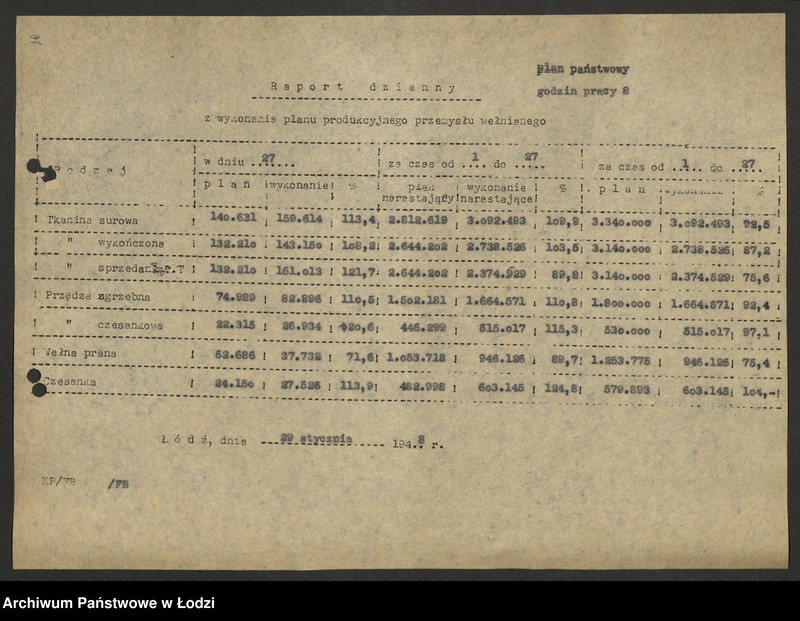 plan państwowy
Raport dzienny
godzin pracy 8
z wykonania planu produkcyjnego przemysłu wełnianego
Rodzaj w dniu ..27..... za czas od .1... do .27.... za czas od .1... do .27...
plan wykonanie % plan narastający wykonanie narastające % plan wykonanie %
Tkanina surowa 140.631 159.614 113,4 2.812.619 3.092.493 109,9 3.340.000 3.092.493 92,5
" wykończona 132.210 143.150 108,2 2.644.202 2.738.526 103,5 3.140.000 2.738.526 87,2
" sprzedan 132.210 161.013 121,7 2.644.202 2.374.529 89,8 3.140.000 2.374.529 75,6
Przędza zgrzebna 74.989 82.896 110,5 1.502.181 1.664.571 110,8 1.800.000 1.664.571 92,4
" czesankowa 22.315 26.934 120,6 446.299 515.017 115,3 530.000 515.017 97,1
Wełna prana 52.686 37.732 71,6 1.053.718 946.126 89,7 1.253.775 946.126 75,4
Czesanka 24.150 27.526 113,9 482.998 603.145 124,8 579.893 603.145 104,-
Łódź, dnia 29 stycznia 1948 r.
KP/FB /FB
Archiwum Państwowe w Łodzi